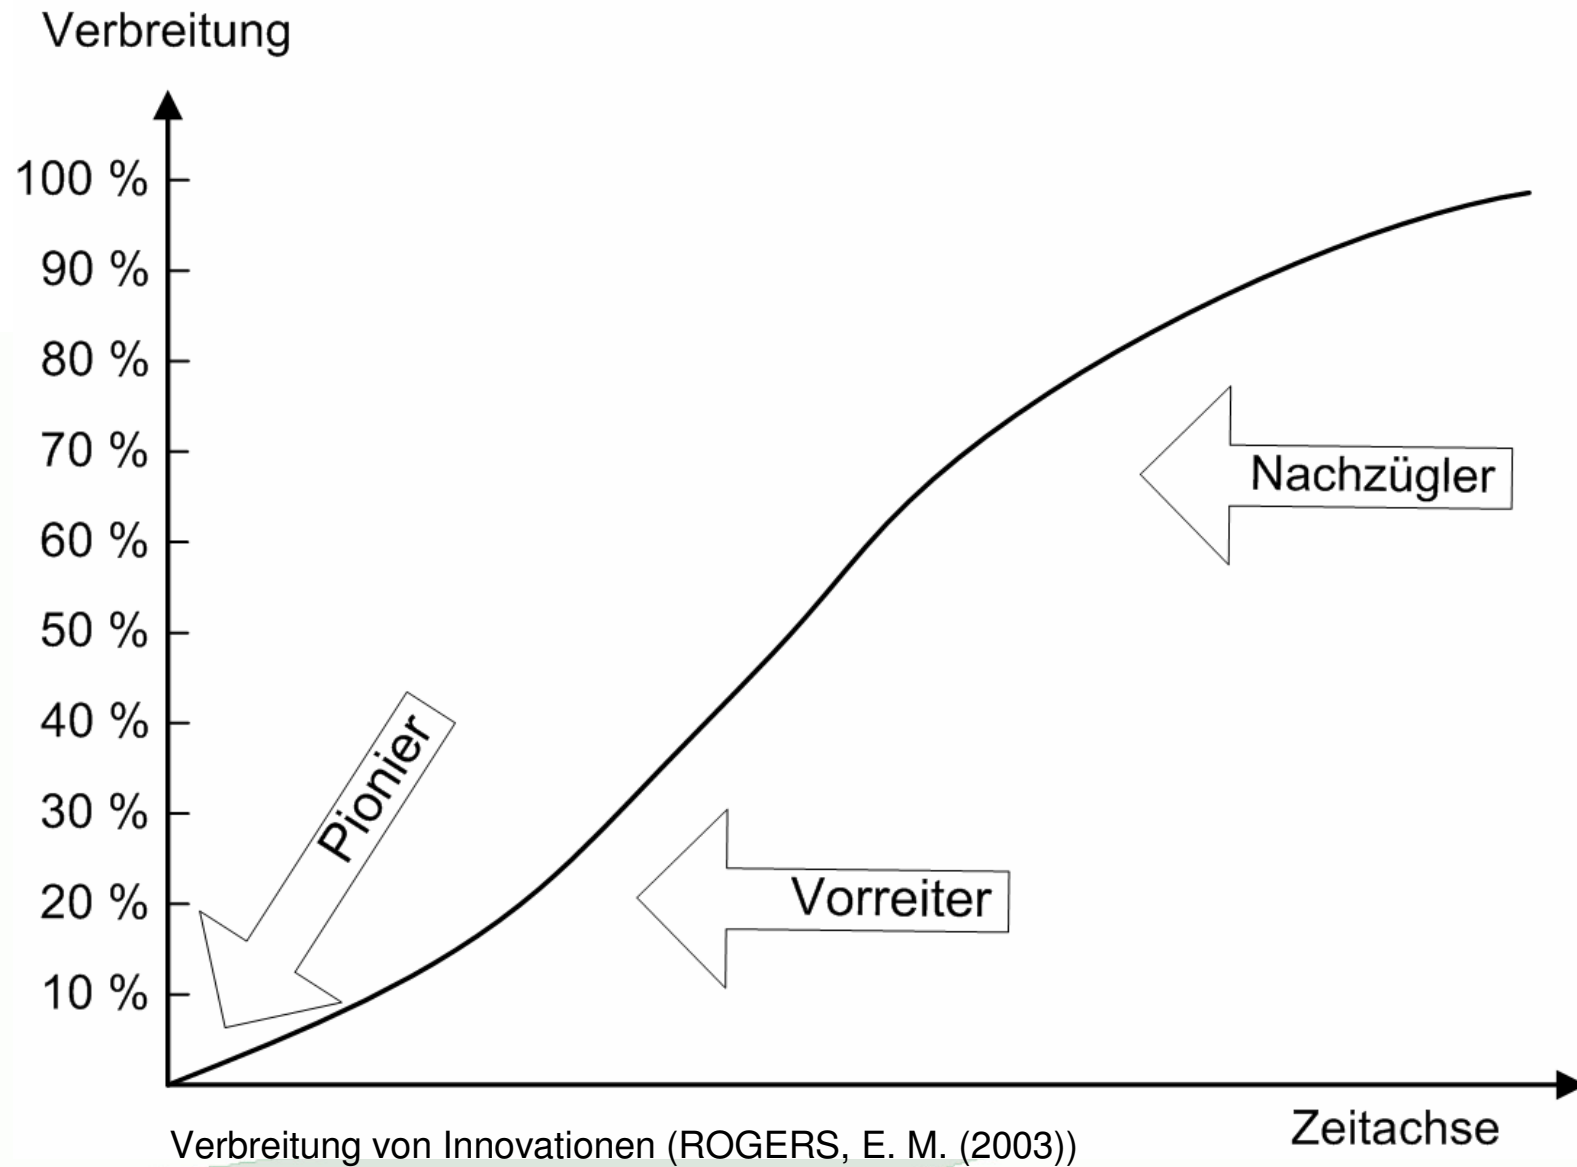 Verbreitung
100 %
90 %
80 %
70 %
60 %
50 %
40 %
30 %
20 %
10 %
Pionier
Vorreiter
Nachzügler
Zeitachse
Verbreitung von Innovationen (ROGERS, E. M. (2003))